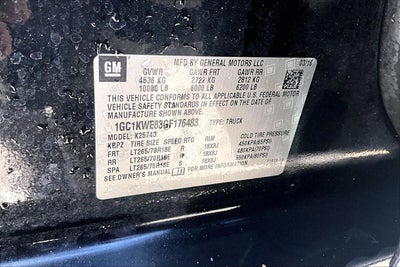 GM
MFD BY GENERAL MOTORS LLC 03/16
GVWR GAWR FRT GAWR RR
4536 KG 2722 KG 2812 KG
10000 LB 6000 LB 6200 LB
THIS VEHICLE CONFORMS TO ALL APPLICABLE U.S. FEDERAL MOTOR
VEHICLE SAFETY STANDARDS IN EFFECT ON THE DATE OF
MANUFACTURE SHOWN ABOVE.
1GC1KWE83GF176483 TYPE: TRUCK
MODEL: K25743
TIRE SIZE SPEED RTG RIM COLD TIRE PRESSURE
FRT LT265/70R18E 18X8J
RR LT265/70R18E 18X8J
SPA LT265/70R18E 18X8J
SEE OWNER'S MANUAL FOR